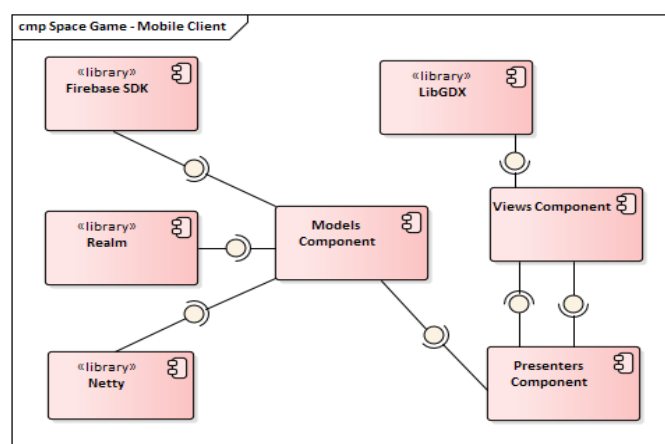 cmp Space Game - Mobile Client
«library»
Firebase SDK
«library»
LibGDX
«library»
Realm
Models
Component
Views Component
«library»
Netty
Presenters
Component